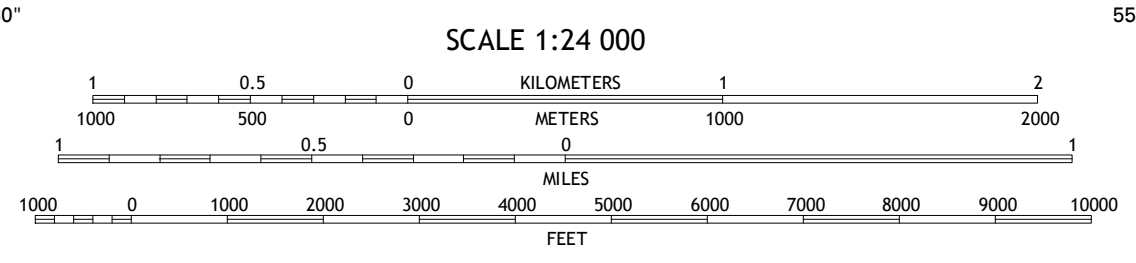 0" 55
SCALE 1:24 000
1 0.5 0 KILOMETERS 1 2
1000 500 0 METERS 1000 2000
1 0.5 0 1
MILES
1000 0 1000 2000 3000 4000 5000 6000 7000 8000 9000 10000
FEET